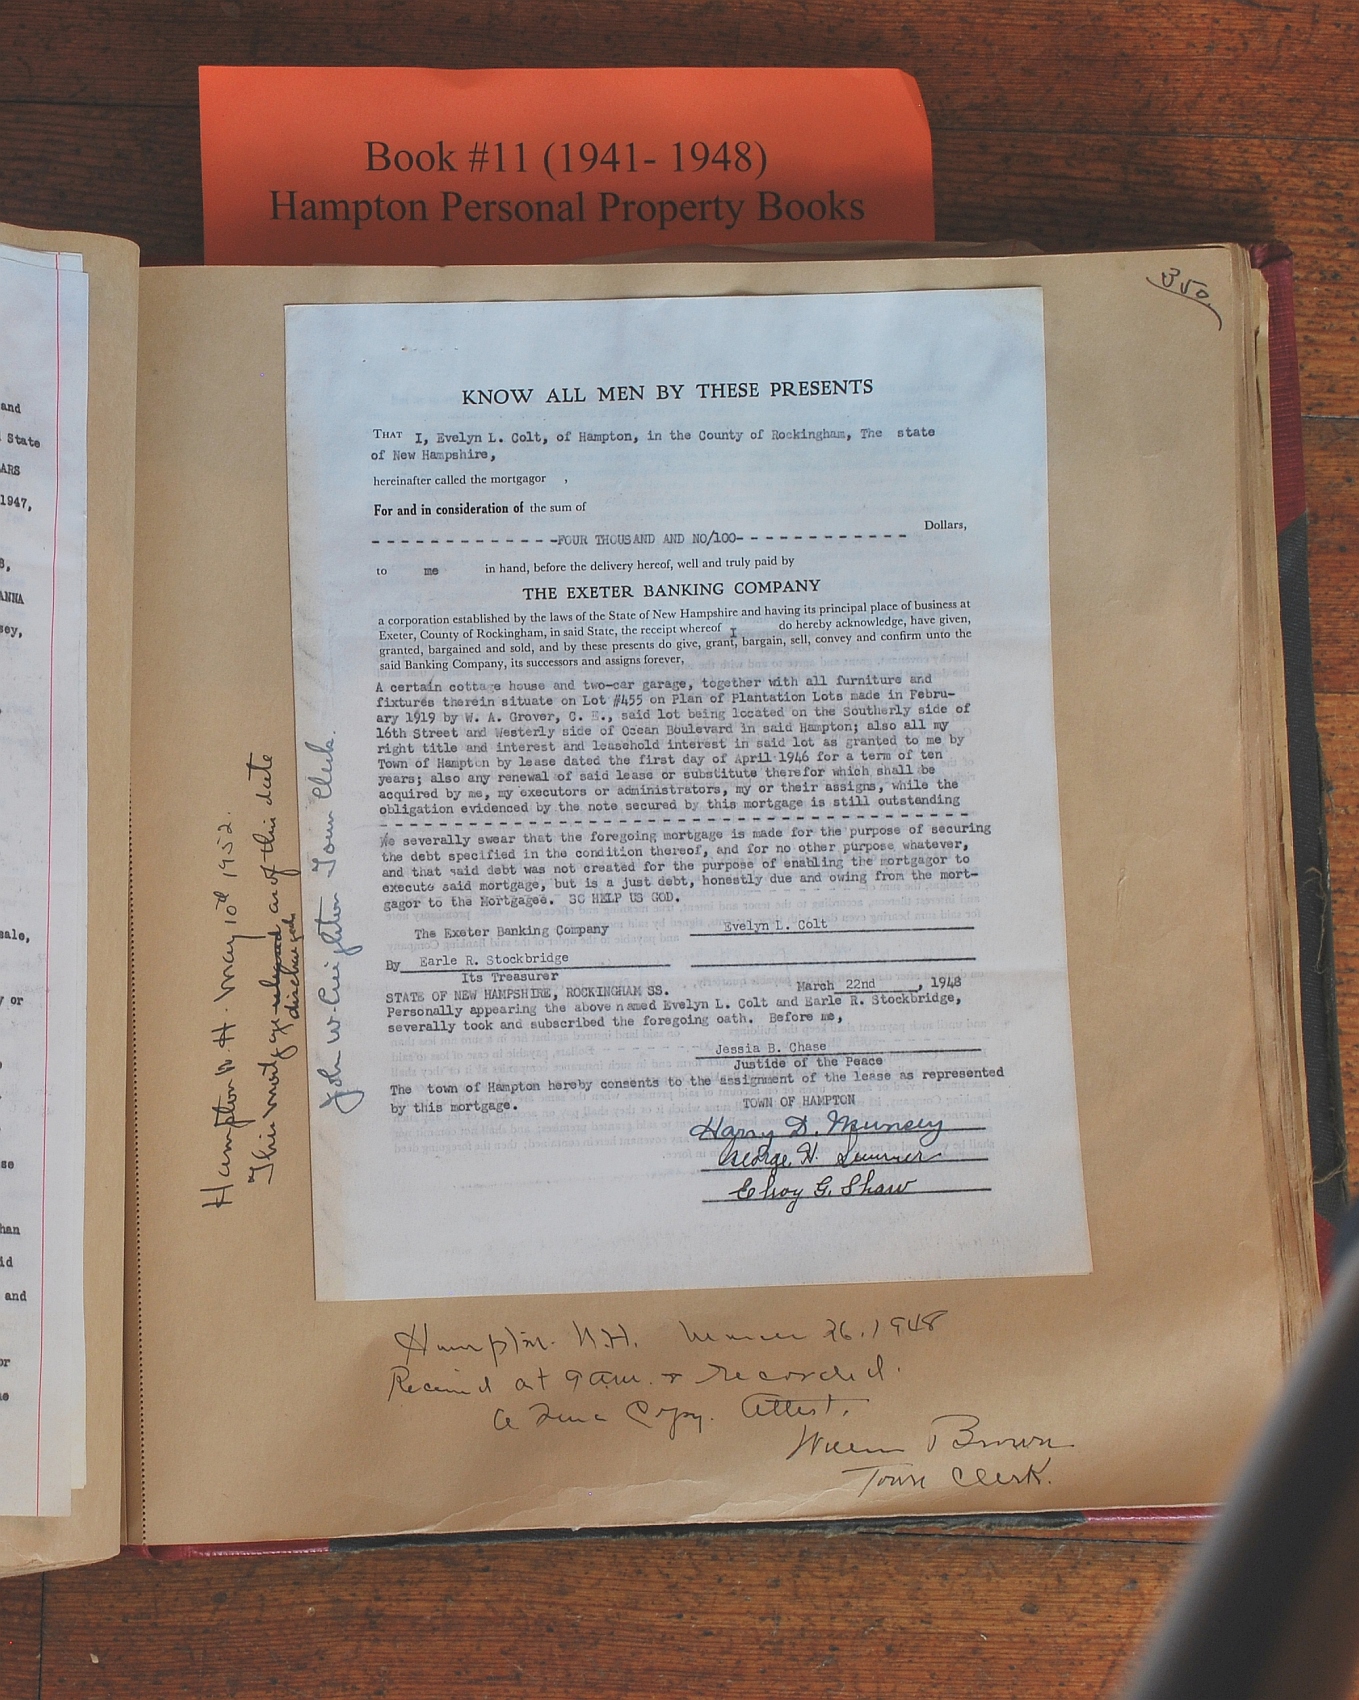 Book #11 (1941- 1948)
Hampton Personal Property Books
350.
and
State
ARS
1947,
ANNA
sey,
sale,
y or
se
han
id
and
or
KNOW ALL MEN BY THESE PRESENTS
THAT I, Evelyn L. Colt, of Hampton, in the County of Rockingham, The state
of New Hampshire,
hereinafter called the mortgagor ,
For and in consideration of the sum of
Dollars,
- - - - - - - - - - - - -FOUR THOUSAND AND NO/100- - - - - - - - - - - -
to me in hand, before the delivery hereof, well and truly paid by
THE EXETER BANKING COMPANY
a corporation established by the laws of the State of New Hampshire and having its principal place of business at
Exeter, County of Rockingham, in said State, the receipt whereof I do hereby acknowledge, have given,
granted, bargained and sold, and by these presents do give, grant, bargain, sell, convey and confirm unto the
said Banking Company, its successors and assigns forever,
A certain cottage house and two-car garage, together with all furniture and
fixtures therein situate on Lot #455 on Plan of Plantation Lots made in Febru-
ary 1919 by W. A. Grover, C. E., said lot being located on the Southerly side of
16th Street and Westerly side of Ocean Boulevard in said Hampton; also all my
right title and interest and leasehold interest in said lot as granted to me by
Town of Hampton by lease dated the first day of April 1946 for a term of ten
years; also any renewal of said lease or substitute therefor which shall be
acquired by me, my executors or administrators, my or their assigns, while the
obligation evidenced by the note secured by this mortgage is still outstanding
We severally swear that the foregoing mortgage is made for the purpose of securing
the debt specified in the condition thereof, and for no other purpose whatever,
and that said debt was not created for the purpose of enabling the mortgagor to
execute said mortgage, but is a just debt, honestly due and owing from the mort-
gagor to the Mortgagee. SO HELP US GOD.
The Exeter Banking Company Evelyn L. Colt
By Earle R. Stockbridge
Its Treasurer
March 22nd , 1948
STATE OF NEW HAMPSHIRE, ROCKINGHAM SS.
Personally appearing the above named Evelyn L. Colt and Earle R. Stockbridge,
severally took and subscribed the foregoing oath. Before me,
Jessia B. Chase
Justide of the Peace
The town of Hampton hereby consents to the assignment of the lease as represented
by this mortgage. TOWN OF HAMPTON
Harry D. Munsey
George H. Sumner
Elroy G. Shaw
Hampton N.H. May 10th 1952.
This mortgage released as of this date
discharged
John W. Creighton Town Clerk.
Hampton. N.H. March 26, 1948
Received at 9 a.m. & recorded.
a True Copy. Attest.
Brown
Town Clerk.